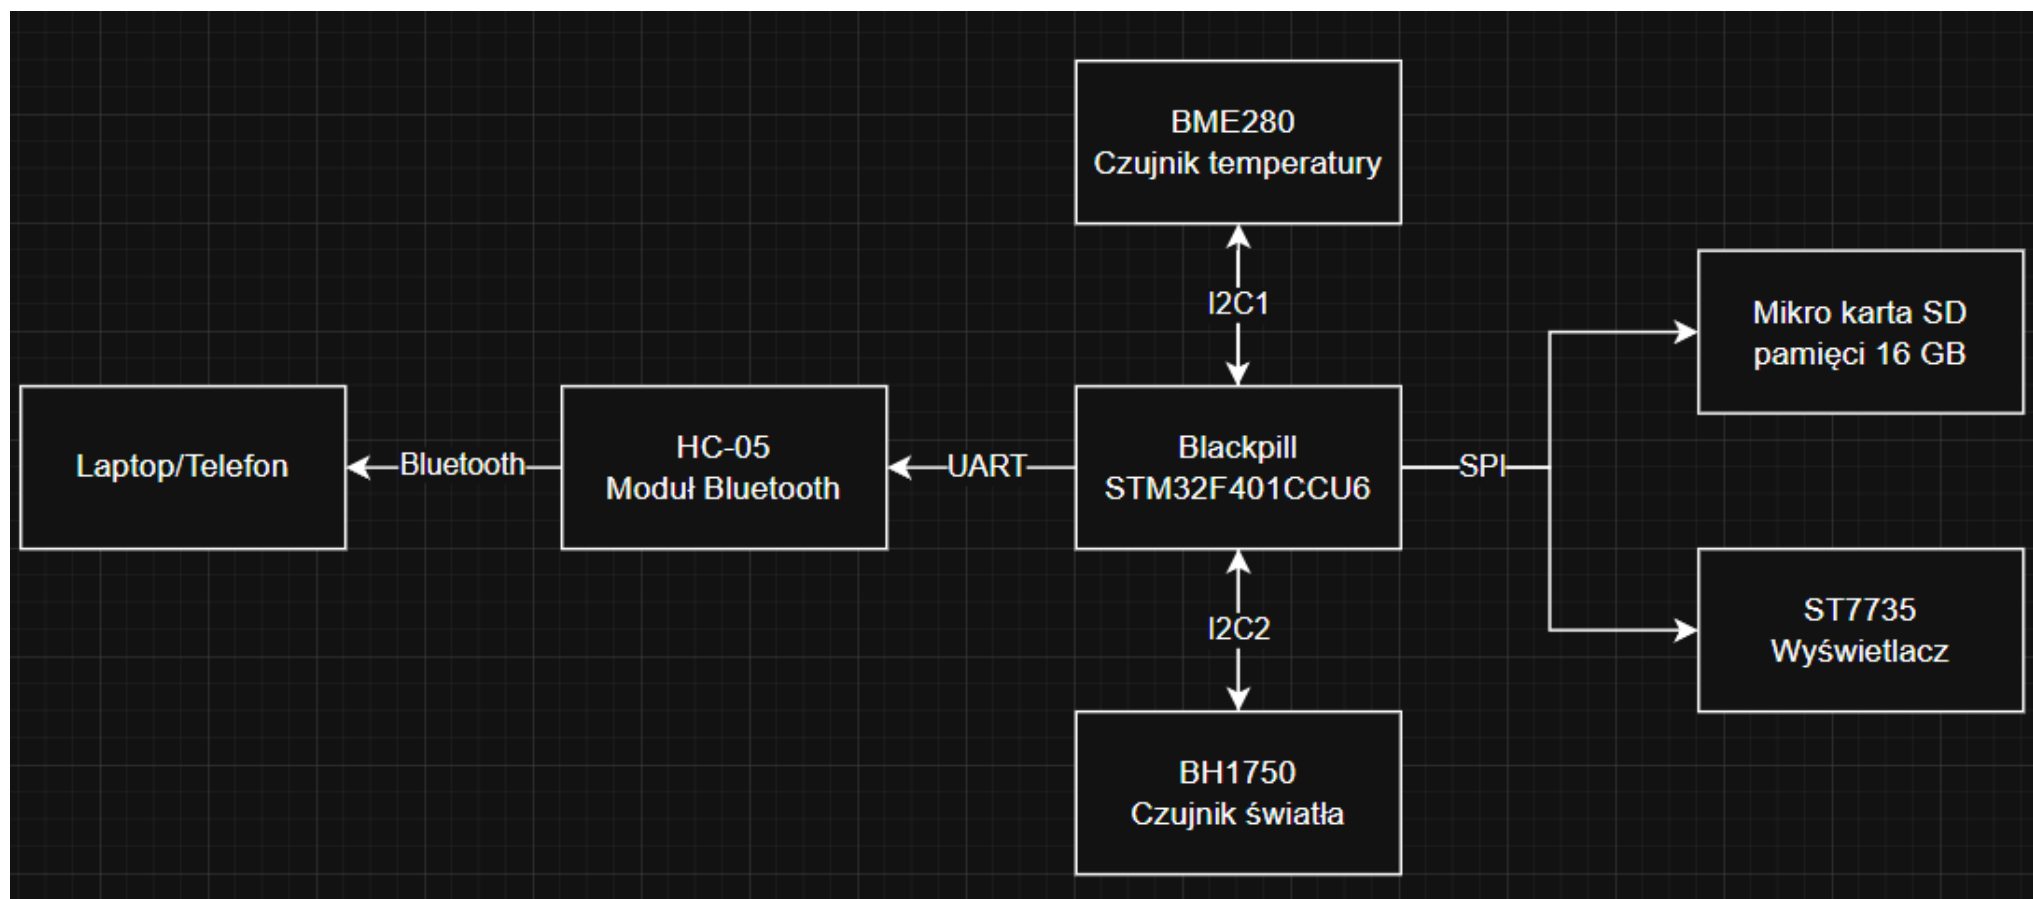 BME280
Czujnik temperatury
I2C1
Mikro karta SD
pamięci 16 GB
Laptop/Telefon
Bluetooth
HC-05
Moduł Bluetooth
UART
Blackpill
STM32F401CCU6
SPI
I2C2
ST7735
Wyświetlacz
BH1750
Czujnik światła